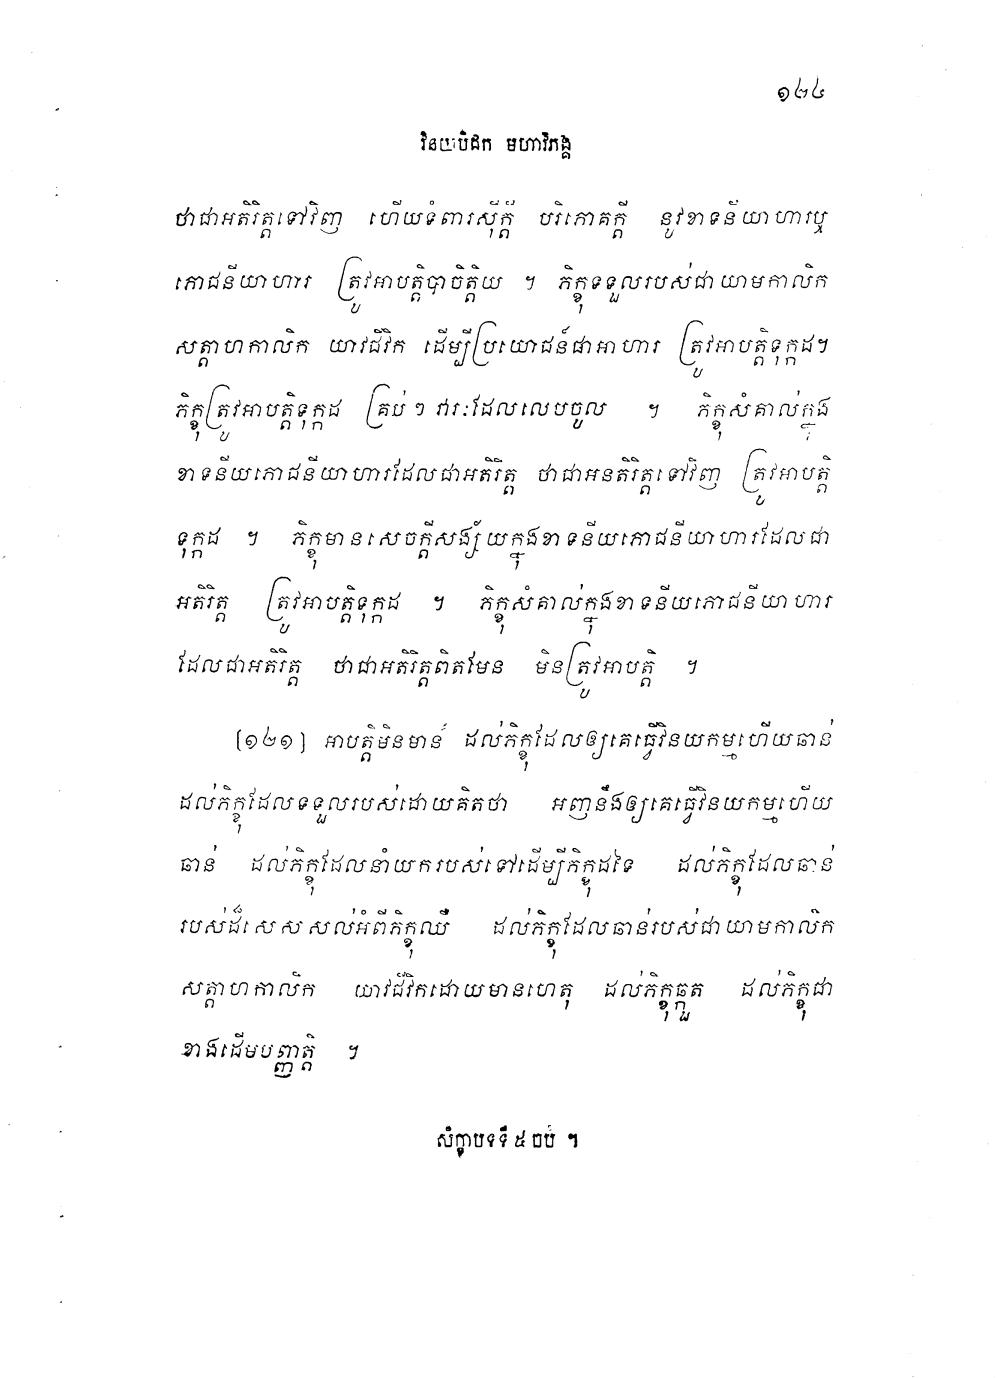 ១២៤
វិនយបិដក មហាវិភង្គ
ថាជាអតិរិត្តទៅវិញ ហើយទំពារស៊ីក្តី បរិភោគក្តី នូវខាទនីយាហារឬ
ភោជនីយាហារ ត្រូវអាបត្តិបាចិត្តិយ ។ ភិក្ខុទទួលរបស់ជាយាមកាលិក
សត្តាហកាលិក យាវជីវិក ដើម្បីប្រយោជន៍ជាអាហារ ត្រូវអាបត្តិទុក្កដ។
ភិក្ខុត្រូវអាបត្តិទុក្កដ គ្រប់ៗ វារៈដែលលេបចូល ។ ភិក្ខុសំគាល់ក្នុង
ខាទនីយភោជនីយាហារដែលជាអតិរិត្ត ថាជាអនតិរិត្តទៅវិញ ត្រូវអាបត្តិ
ទុក្កដ ។ ភិក្ខុមានសេចក្តីសង្ស័យក្នុងខាទនីយភោជនីយាហារដែលជា
អតិរិត្ត ត្រូវអាបត្តិទុក្កដ ។ ភិក្ខុសំគាល់ក្នុងខាទនីយភោជនីយាហារ
ដែលជាអតិរិត្ត ថាជាអតិរិត្តពិតមែន មិនត្រូវអាបត្តិ ។
[១២១] អាបត្តិមិនមាន ដល់ភិក្ខុដែលឲ្យគេធ្វើវិនយកម្មហើយឆាន់
ដល់ភិក្ខុដែលទទួលរបស់ដោយគិតថា អញនឹងឲ្យគេធ្វើវិនយកម្មហើយ
ឆាន់ ដល់ភិក្ខុដែលនាំយករបស់ទៅដើម្បីភិក្ខុដទៃ ដល់ភិក្ខុដែលឆាន់
របស់ដ៏សេសសល់អំពីភិក្ខុឈឺ ដល់ភិក្ខុដែលឆាន់របស់ជាយាមកាលិក
សត្តាហកាលិក យាវជីវិកដោយមានហេតុ ដល់ភិក្ខុឆ្កួត ដល់ភិក្ខុជា
ខាងដើមបញ្ញត្តិ ។
សិក្ខាបទទី ៥ ចប់ ។